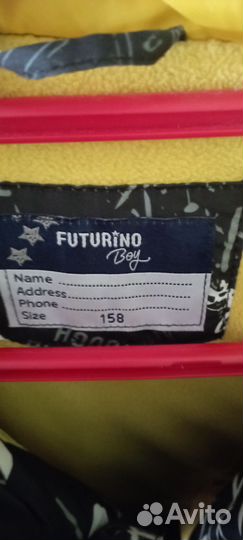 FUTURINO
Boy
Name
Address
Phone
Size 158
Avito